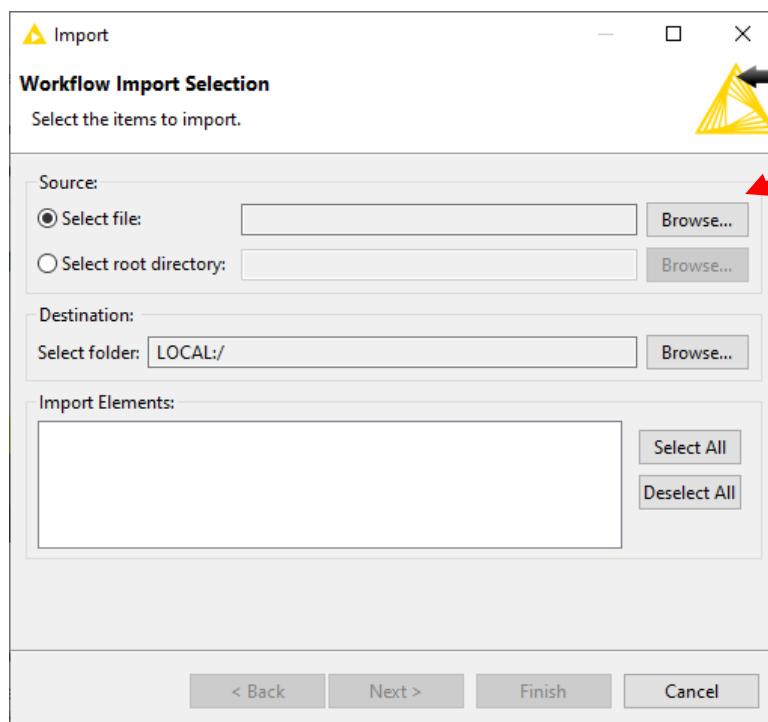 Import
Workflow Import Selection
Select the items to import.
Source:
Select file: Browse...
Select root directory: Browse...
Destination:
Select folder: LOCAL:/ Browse...
Import Elements:
Select All
Deselect All
< Back Next > Finish Cancel